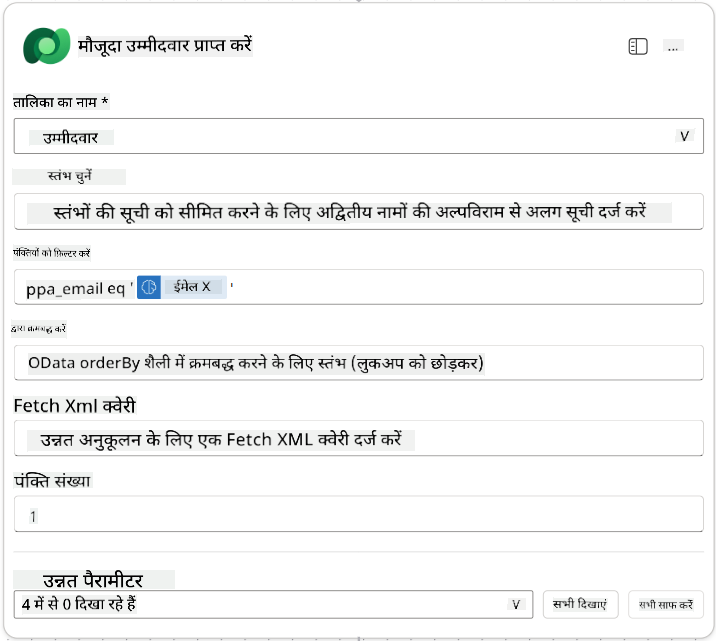 मौजूदा उम्मीदवार प्राप्त करें
...
तालिका का नाम *
उम्मीदवार
V
स्तंभ चुनें
स्तंभों की सूची को सीमित करने के लिए अद्वितीय नामों की अल्पविराम से अलग सूची दर्ज करें
पंक्तियों को फ़िल्टर करें
ppa_email eq ' ईमेल X '
द्वारा क्रमबद्ध करें
OData orderBy शैली में क्रमबद्ध करने के लिए स्तंभ (लुकअप को छोड़कर)
Fetch Xml क्वेरी
उन्नत अनुकूलन के लिए एक Fetch XML क्वेरी दर्ज करें
पंक्ति संख्या
1
उन्नत पैरामीटर
4 में से 0 दिखा रहे हैं V सभी दिखाएं सभी साफ करें